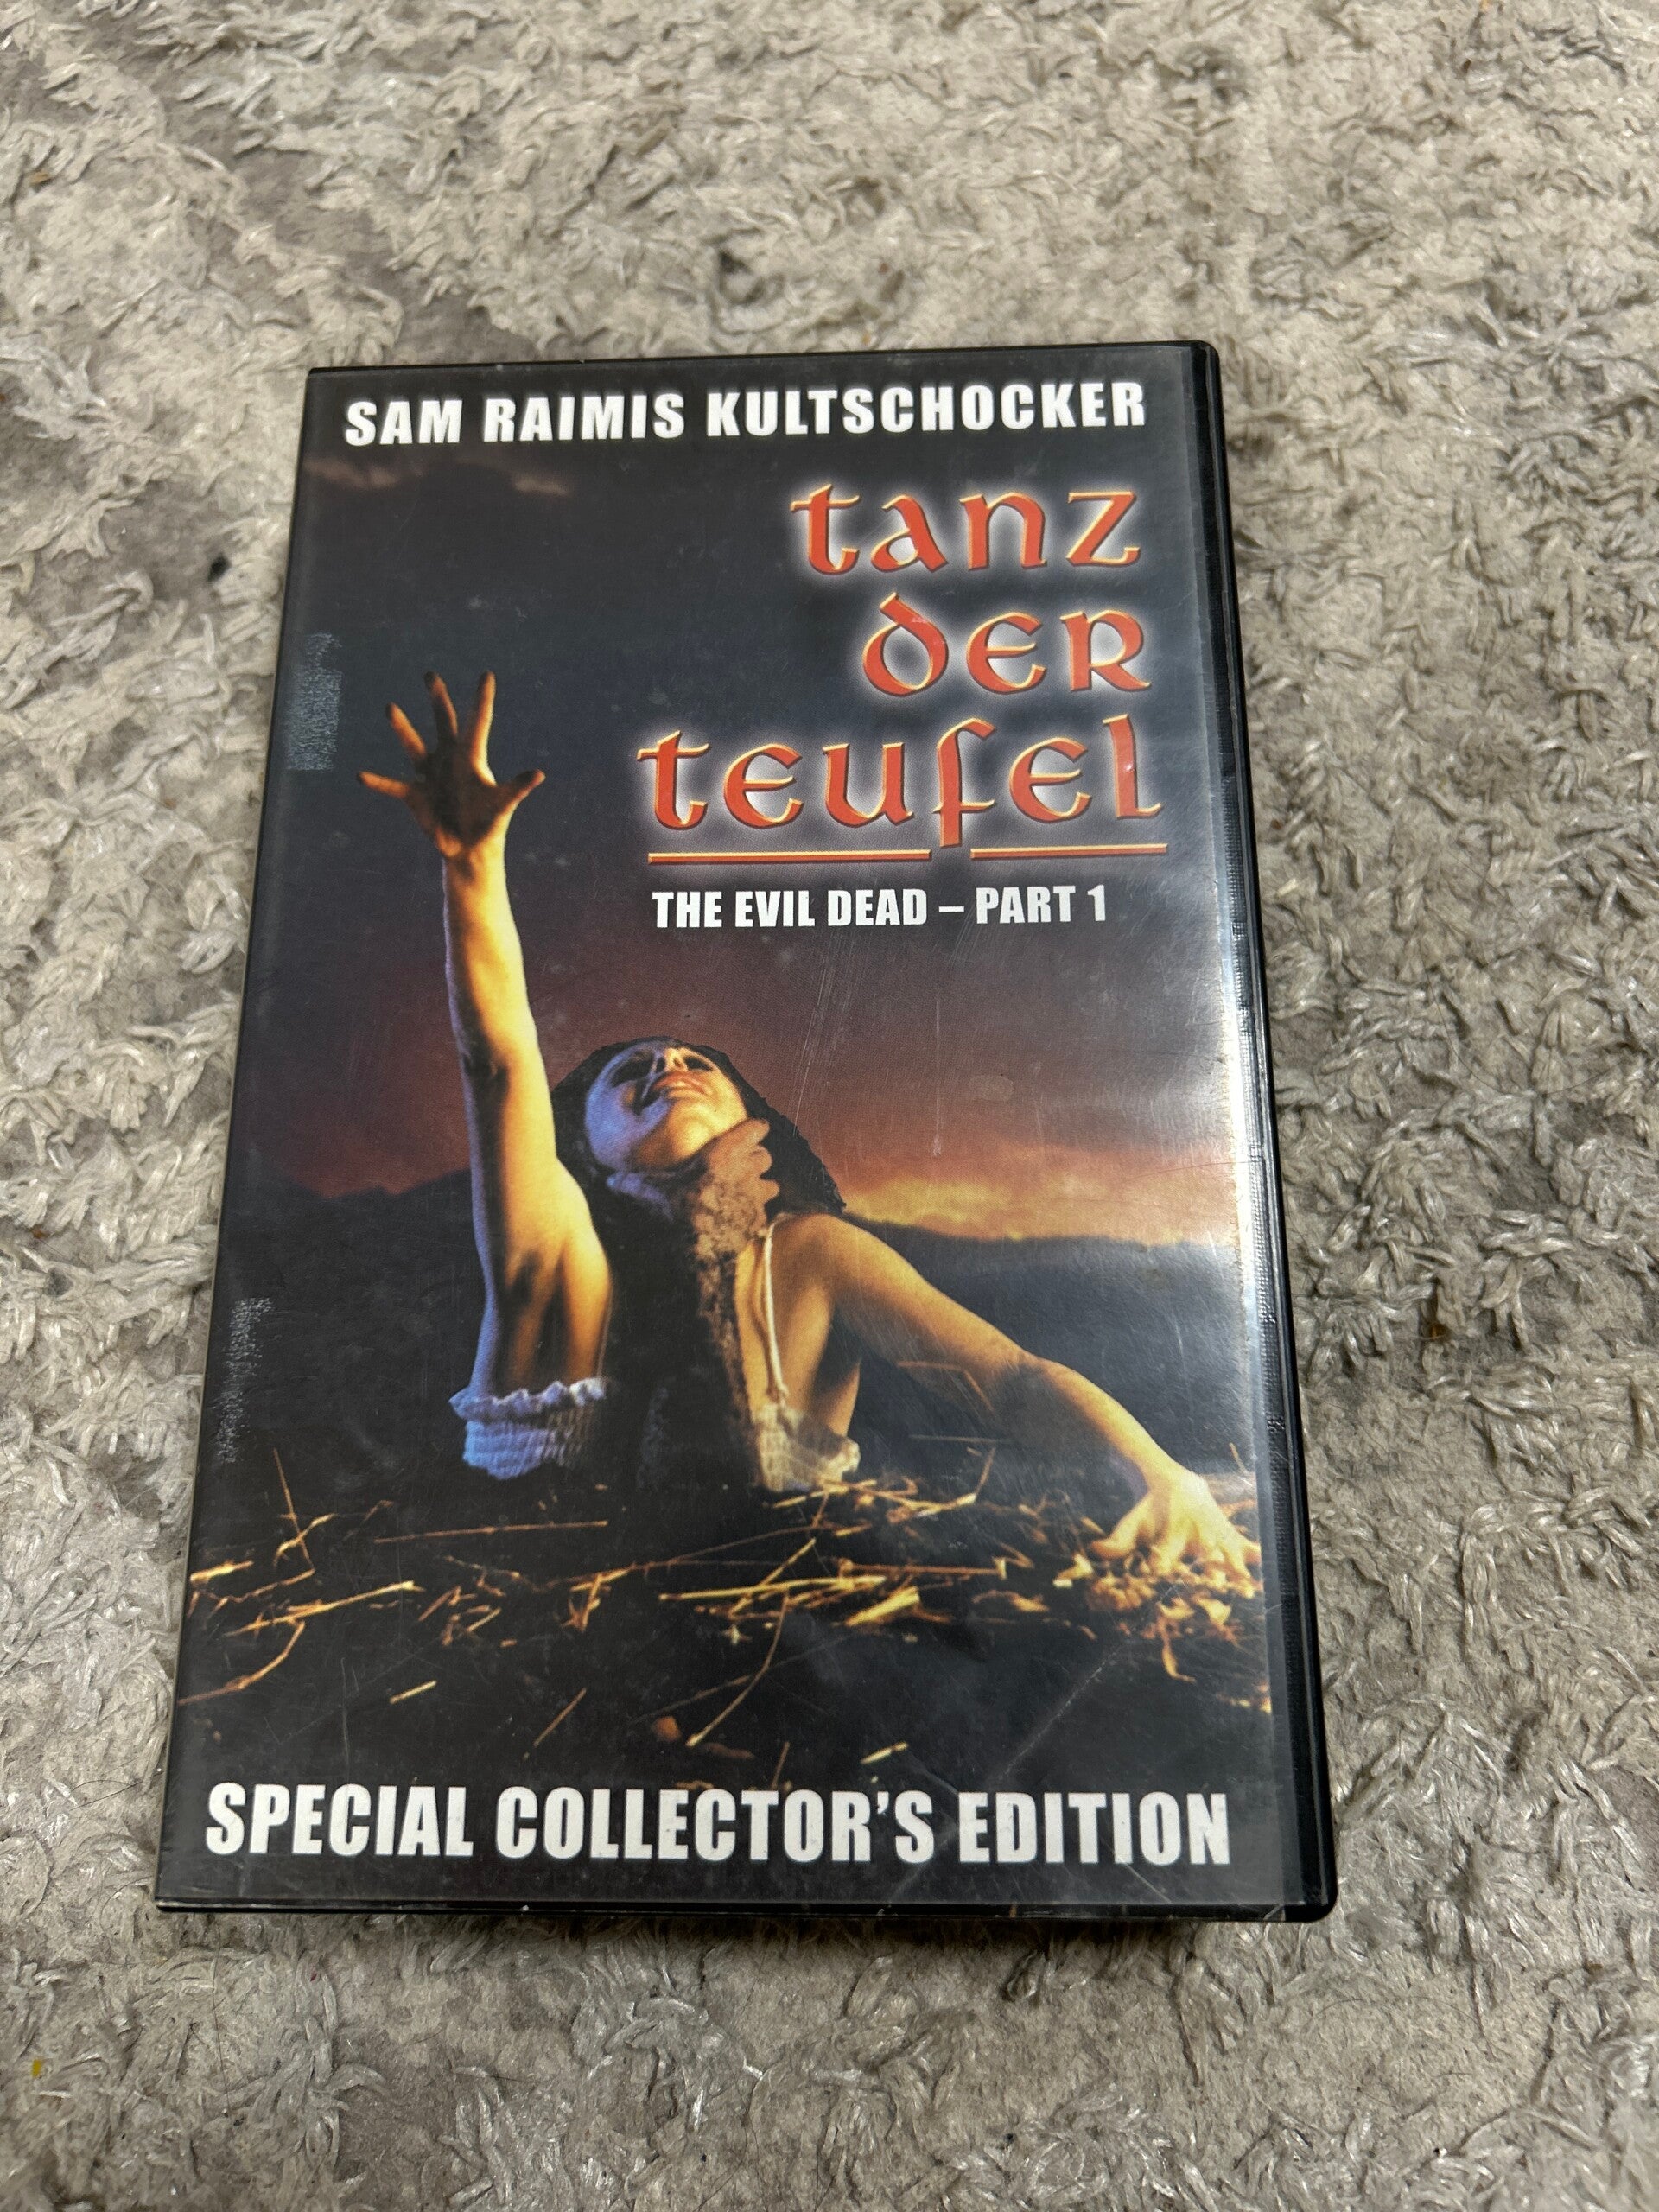 SAM RAIMIS KULTSCHOCKER
tanz
der
teufel
THE EVIL DEAD – PART 1
SPECIAL COLLECTOR'S EDITION